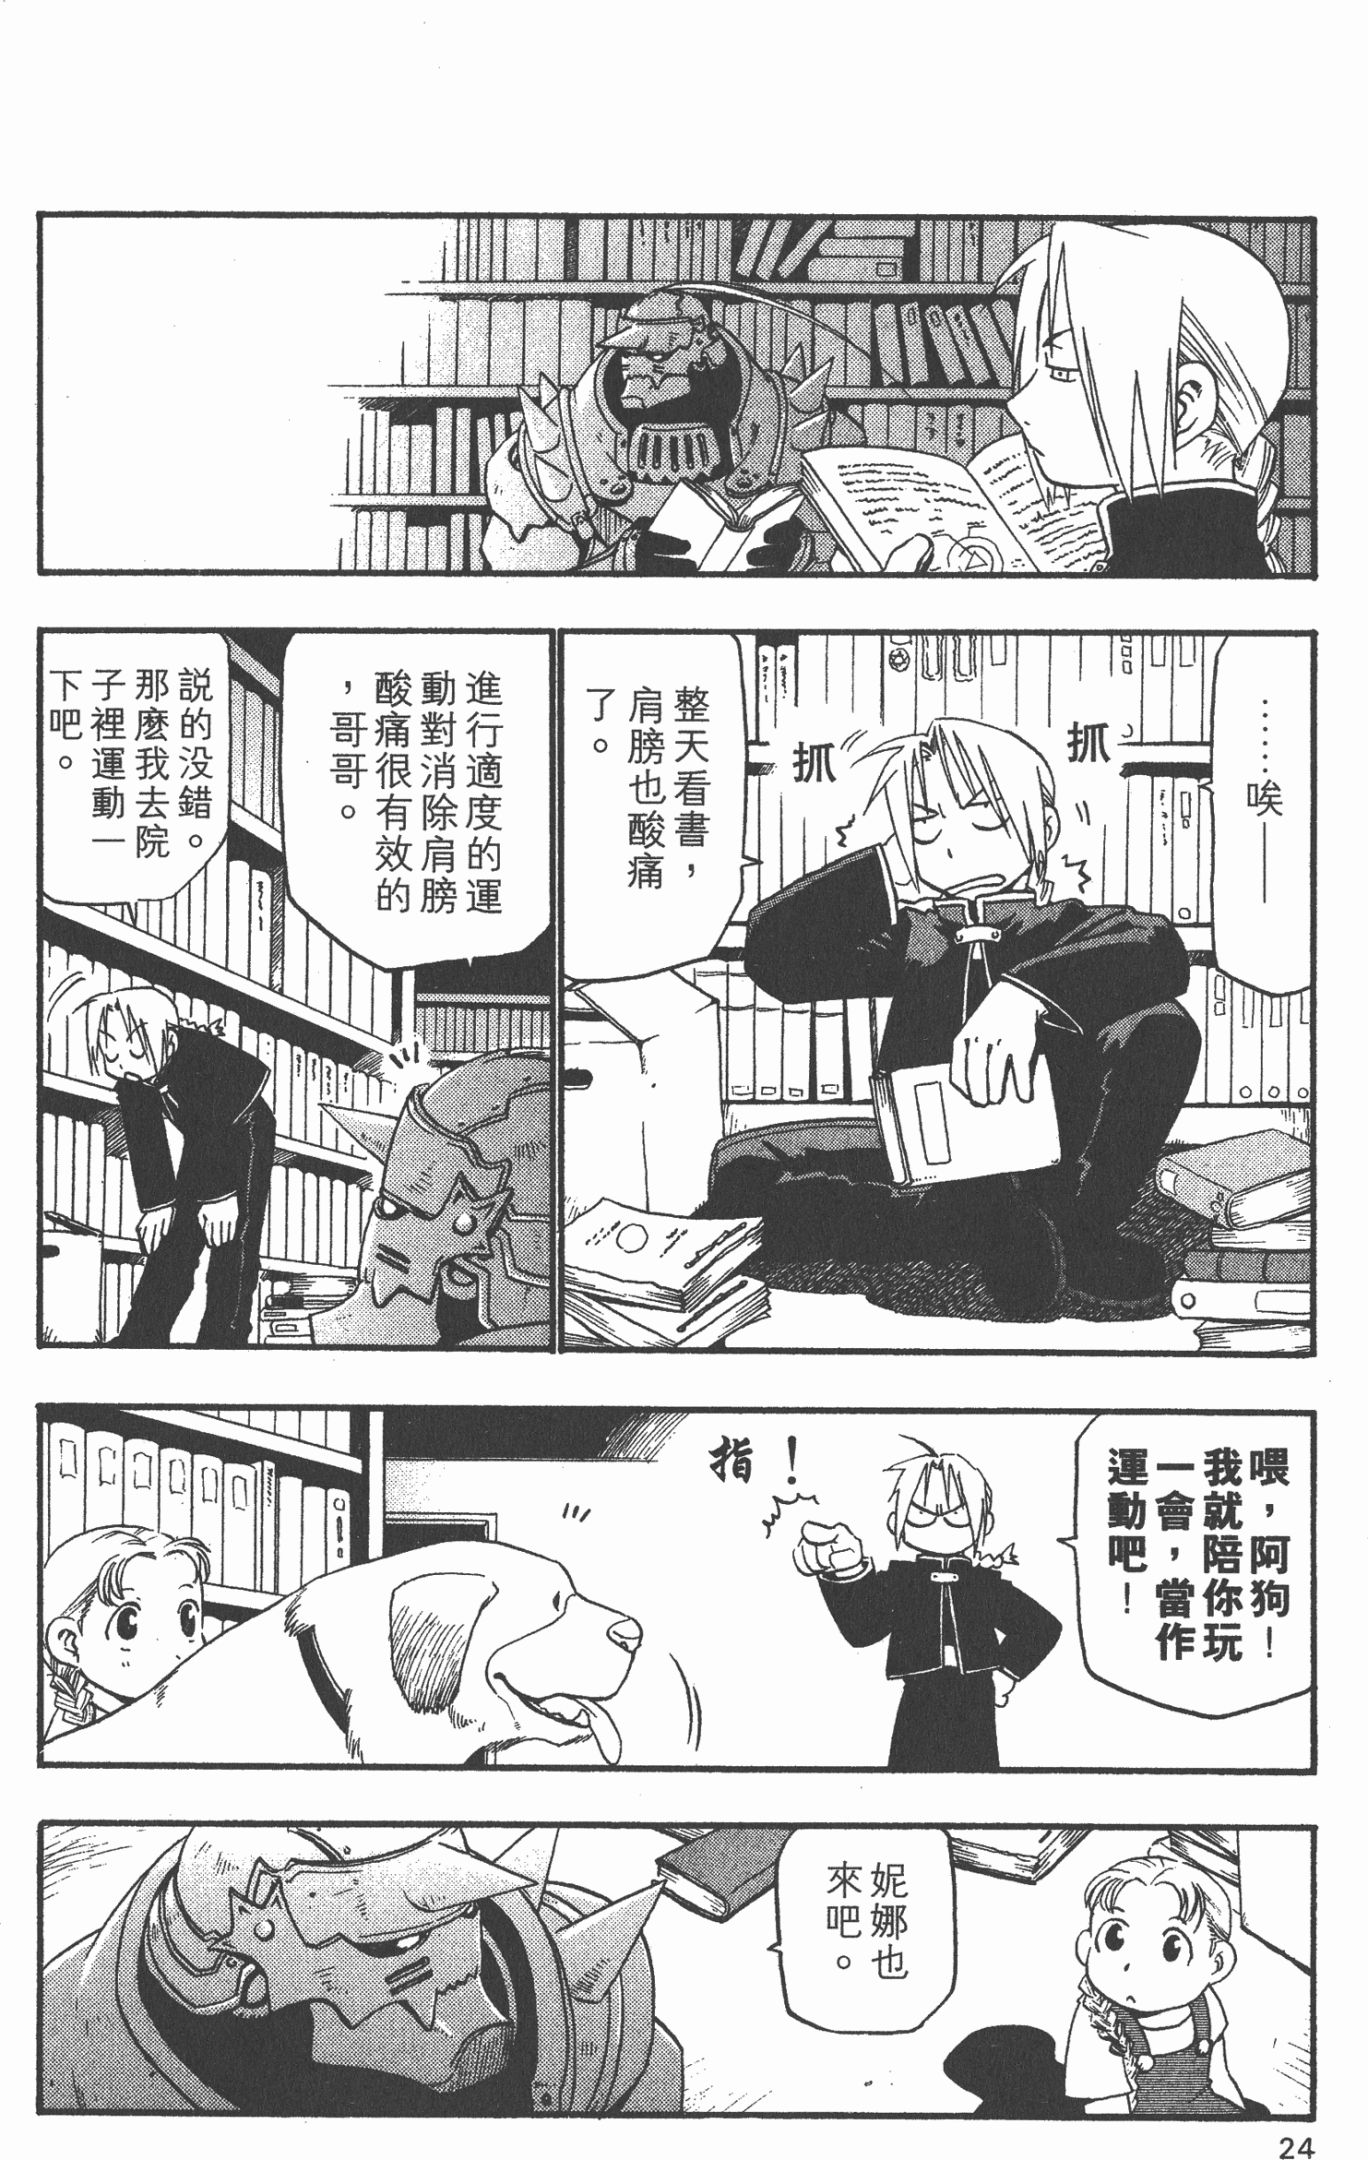 ……唉——
抓
抓
整天看書，
肩膀也酸痛
了。
進行適度的運
動對消除肩膀
酸痛很有效的
，哥哥。
說的没錯。
那麽我去院
子裡運動一
下吧。
喂，阿狗！
我就陪你玩
一會，當作
運動吧！
指！
妮娜也
來吧。
24